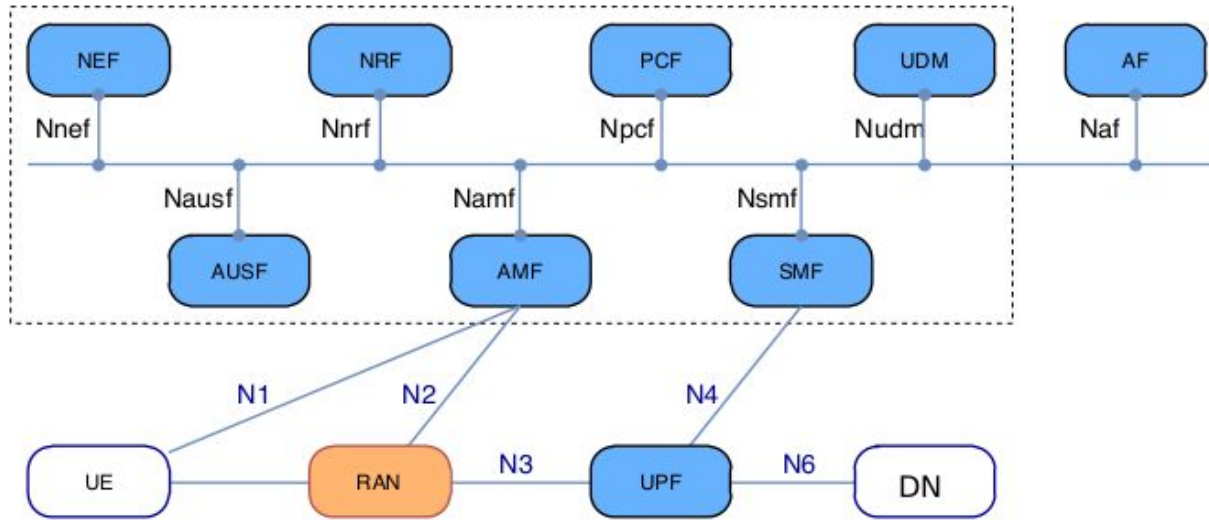 NEF NRF PCF UDM AF
Nnef Nnrf Npcf Nudm Naf
Nausf Namf Nsmf
AUSF AMF SMF
N1 N2 N4
UE RAN N3 UPF N6 DN